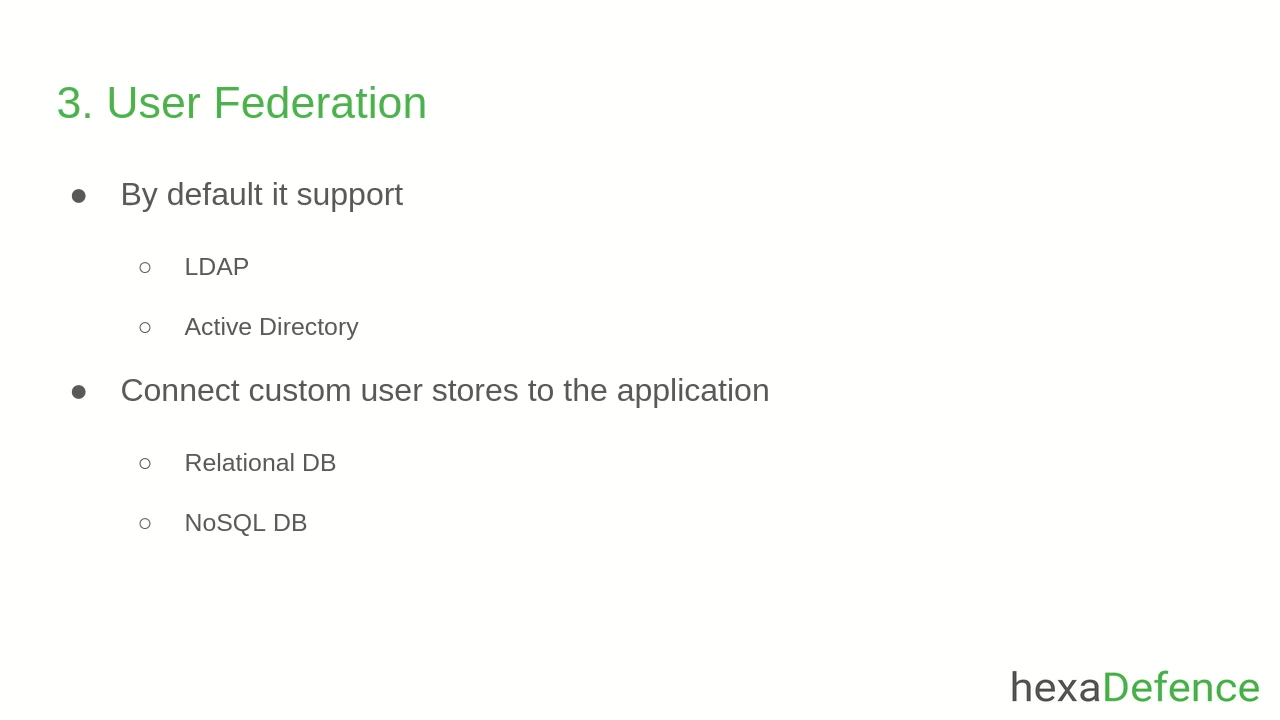 3. User Federation
● By default it support
○ LDAP
○ Active Directory
● Connect custom user stores to the application
○ Relational DB
○ NoSQL DB
hexaDefence